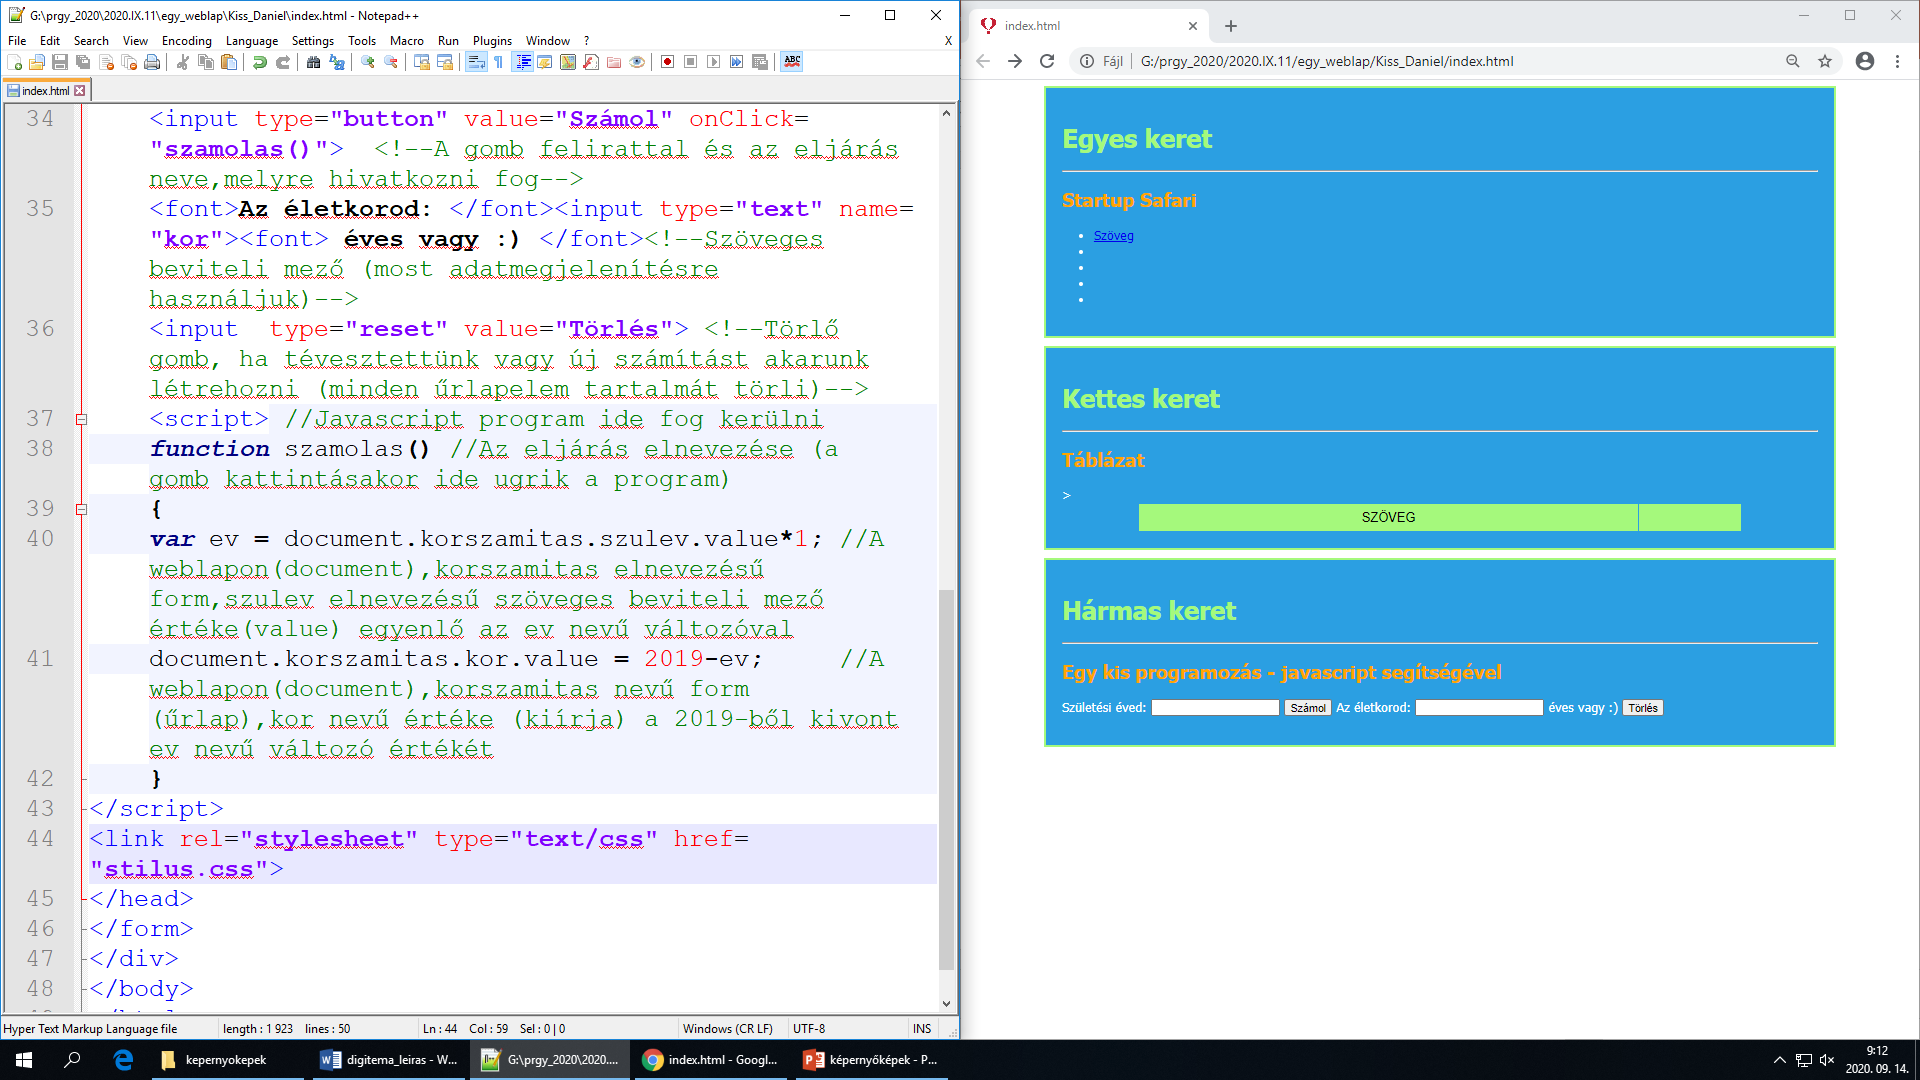 G:\prgy_2020\2020.IX.11\egy_weblap\Kiss_Daniel\index.html - Notepad++
File Edit Search View Encoding Language Settings Tools Macro Run Plugins Window ? X
index.html
34 <input type="button" value="Számol" onClick=
"szamolas()"> <!--A gomb felirattal és az eljárás
neve,melyre hivatkozni fog-->
35 <font>Az életkorod: </font><input type="text" name=
"kor"><font> éves vagy :) </font><!--Szöveges
beviteli mező (most adatmegjelenítésre
használjuk)-->
36 <input  type="reset" value="Törlés"> <!--Törlő
gomb, ha tévesztettünk vagy új számítást akarunk
létrehozni (minden űrlapelem tartalmát törli)-->
37 <script> //Javascript program ide fog kerülni
38 function szamolas() //Az eljárás elnevezése (a
gomb kattintásakor ide ugrik a program)
39 {
40 var ev = document.korszamitas.szulev.value*1; //A
weblapon(document),korszamitas elnevezésű
form,szulev elnevezésű szöveges beviteli mező
értéke(value) egyenlő az ev nevű változóval
41 document.korszamitas.kor.value = 2019-ev; //A
weblapon(document),korszamitas nevű form
(űrlap),kor nevű értéke (kiírja) a 2019-ből kivont
ev nevű változó értékét
42 }
43 </script>
44 <link rel="stylesheet" type="text/css" href=
"stilus.css">
45 </head>
46 </form>
47 </div>
48 </body>
Hyper Text Markup Language file length : 1 923 lines : 50 Ln : 44 Col : 59 Sel : 0 | 0 Windows (CR LF) UTF-8 INS
index.html
Fájl G:/prgy_2020/2020.IX.11/egy_weblap/Kiss_Daniel/index.html
Egyes keret
Startup Safari
Szöveg
Kettes keret
Táblázat
>
SZÖVEG
Hármas keret
Egy kis programozás - javascript segítségével
Születési éved: Számol Az életkorod: éves vagy :) Törlés
kepernyokepek digitema_leiras - W... G:\prgy_2020\2020.... index.html - Googl... képernyőképek - P...
9:12
2020. 09. 14.